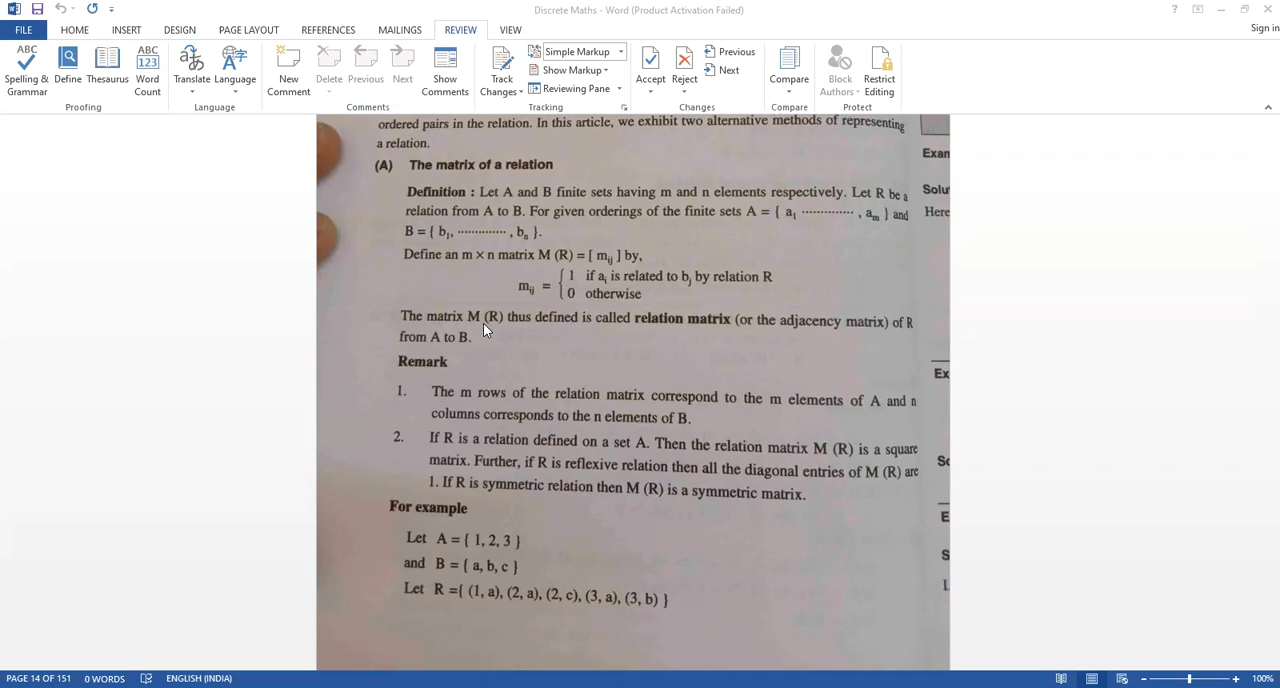 Discrete Maths - Word (Product Activation Failed)
FILE HOME INSERT DESIGN PAGE LAYOUT REFERENCES MAILINGS REVIEW VIEW Sign in
Spelling & Grammar
Define
Thesaurus
Word Count
Translate
Language
New Comment
Delete
Previous
Next
Show Comments
Track Changes
Simple Markup
Show Markup
Reviewing Pane
Accept
Reject
Previous
Next
Compare
Block Authors
Restrict Editing
Proofing Language Comments Tracking Changes Compare Protect
ordered pairs in the relation. In this article, we exhibit two alternative methods of representing
a relation.
(A) The matrix of a relation
Definition : Let A and B finite sets having m and n elements respectively. Let R be a
relation from A to B. For given orderings of the finite sets A = { a₁ .............. , aₘ } and
B = { b₁, ............. , bₙ }.
Define an m × n matrix M (R) = [ mᵢⱼ ] by,
mᵢⱼ = { 1 if aᵢ is related to bⱼ by relation R
0 otherwise
The matrix M (R) thus defined is called relation matrix (or the adjacency matrix) of R
from A to B.
Remark
1. The m rows of the relation matrix correspond to the m elements of A and n
columns corresponds to the n elements of B.
2. If R is a relation defined on a set A. Then the relation matrix M (R) is a square
matrix. Further, if R is reflexive relation then all the diagonal entries of M (R) are
1. If R is symmetric relation then M (R) is a symmetric matrix.
For example
Let A = { 1, 2, 3 }
and B = { a, b, c }
Let R ={ (1, a), (2, a), (2, c), (3, a), (3, b) }
Exam
Solu
Here
Ex
So
E
S
L
PAGE 14 OF 151 0 WORDS ENGLISH (INDIA) 100%